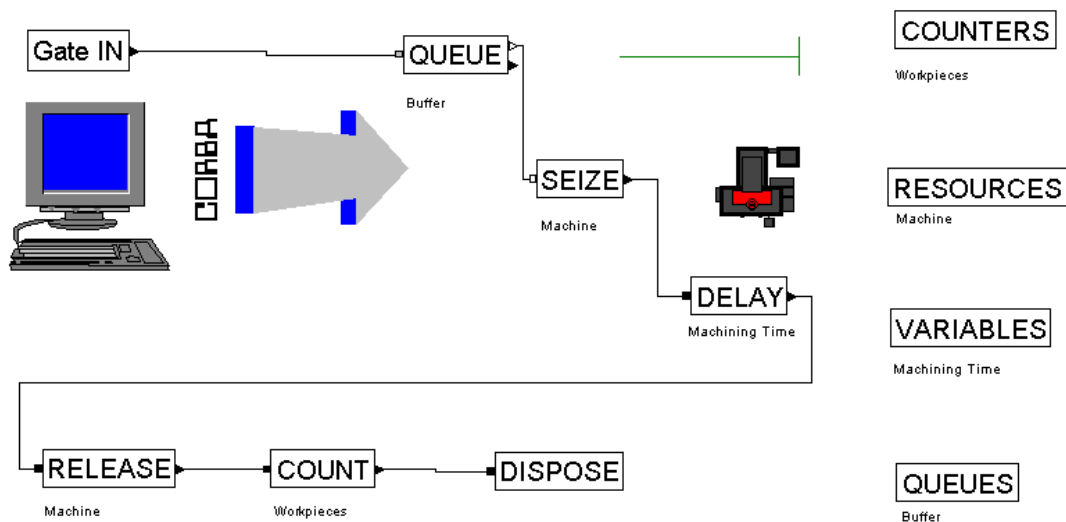 Gate IN
QUEUE
Buffer
COUNTERS
Workpieces
CORBA
SEIZE
Machine
RESOURCES
Machine
DELAY
Machining Time
VARIABLES
Machining Time
RELEASE
Machine
COUNT
Workpieces
DISPOSE
QUEUES
Buffer